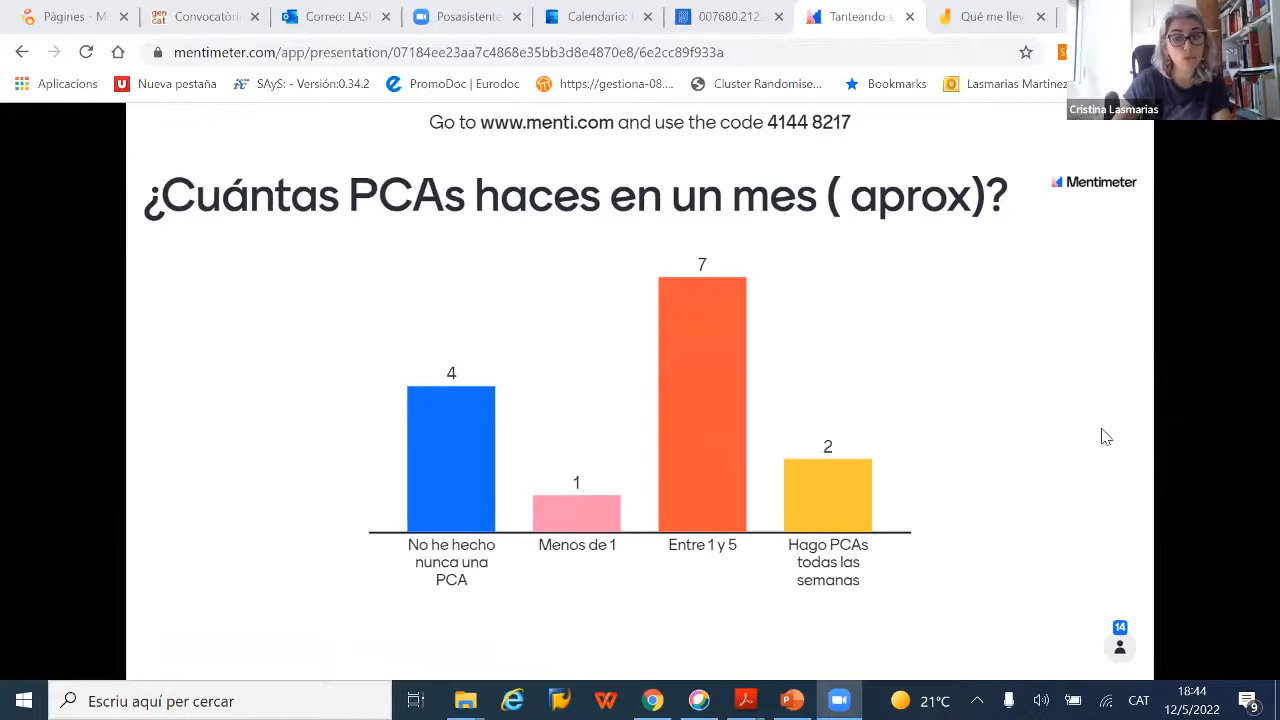 Pàgines · M
gen cat
Convocatòri
Correo: LAS
Posasistente
Calendario: l
007680.212
Tanteando s
Qué me llev
mentimeter.com/app/presentation/07184ee23aa7c4868e35bb3d8e4870e8/6e2cc89f933a
Aplicacions
Nueva pestaña
SAyS: - Versión:0.34.2
PromoDoc | Eurodoc
https://gestiona-08....
Cluster Randomise...
Bookmarks
Lasmarias Martinez
Cristina Lasmarias
Go to www.menti.com and use the code 4144 8217
¿Cuántas PCAs haces en un mes ( aprox)?
Mentimeter
4
1
7
2
No he hecho
nunca una
PCA
Menos de 1
Entre 1 y 5
Hago PCAs
todas las
semanas
14
Escriu aquí per cercar
21°C
CAT
18:44
12/5/2022
9